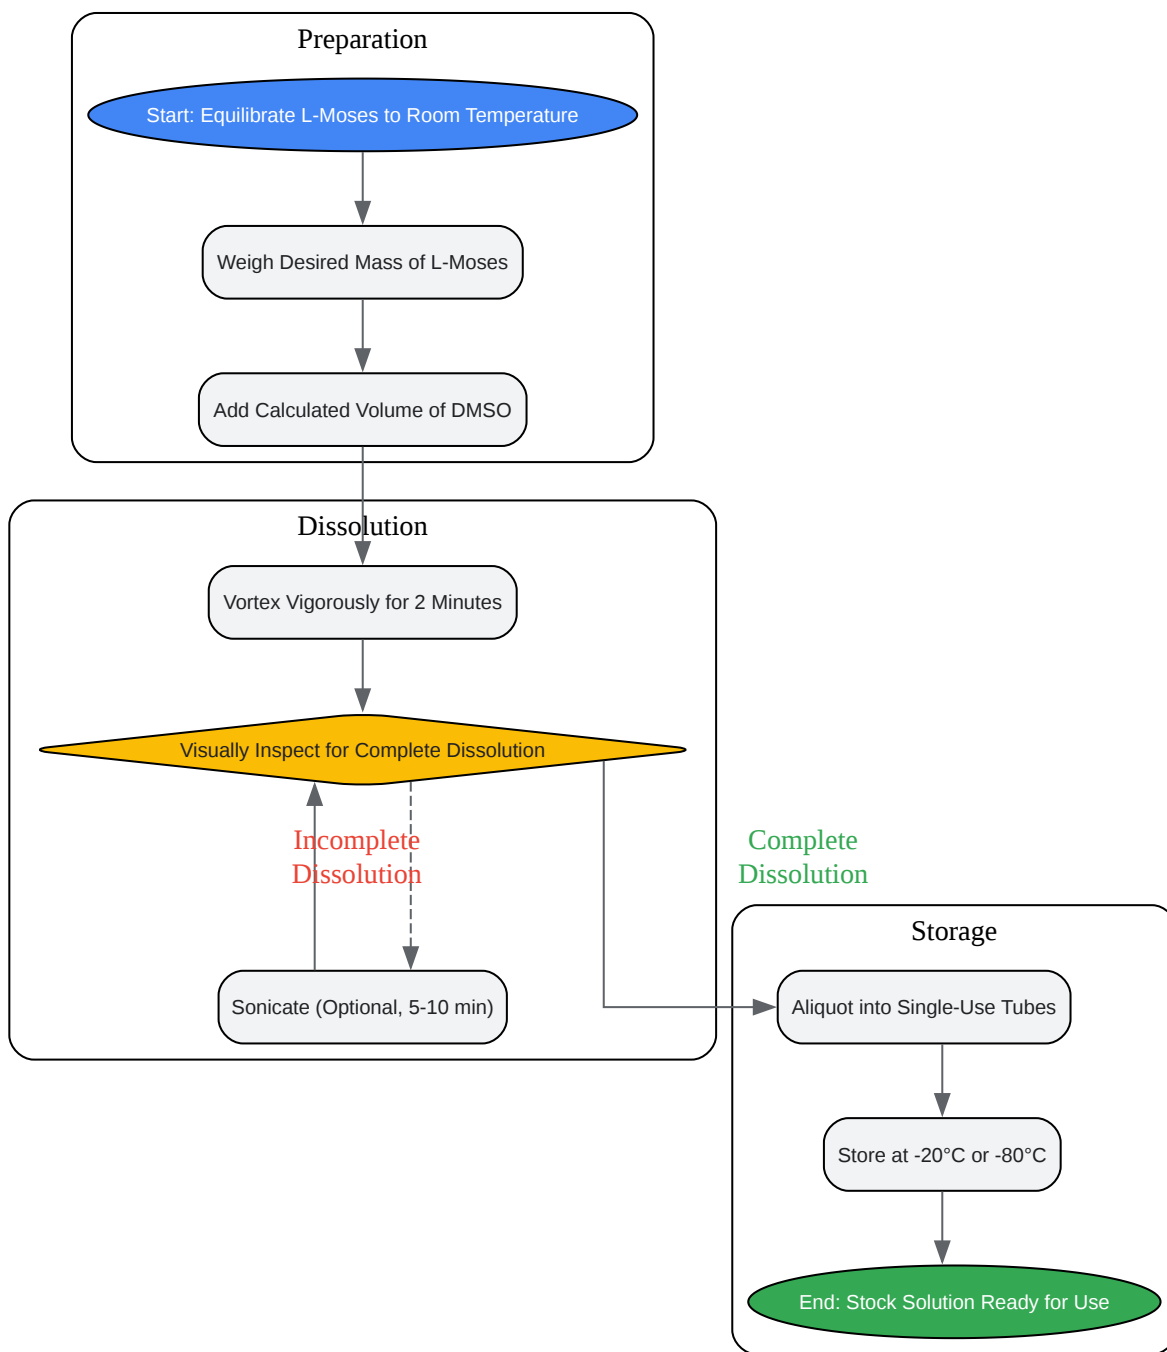 Preparation
Start: Equilibrate L-Moses to Room Temperature
Weigh Desired Mass of L-Moses
Add Calculated Volume of DMSO
Dissolution
Vortex Vigorously for 2 Minutes
Visually Inspect for Complete Dissolution
Incomplete
Dissolution
Sonicate (Optional, 5-10 min)
Complete
Dissolution
Storage
Aliquot into Single-Use Tubes
Store at -20°C or -80°C
End: Stock Solution Ready for Use